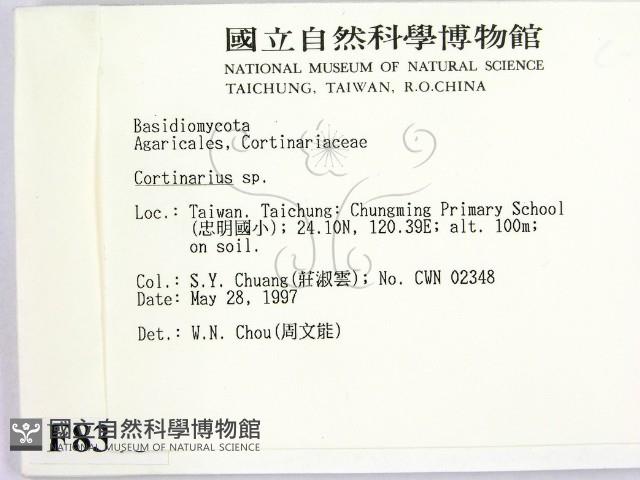 國立自然科學博物館
NATIONAL MUSEUM OF NATURAL SCIENCE
TAICHUNG, TAIWAN, R.O.CHINA
Basidiomycota
Agaricales, Cortinariaceae
Cortinarius sp.
Loc.: Taiwan. Taichung: Chungming Primary School
(忠明國小); 24.10N, 120.39E; alt. 100m;
on soil.
Col.: S.Y. Chuang(莊淑雲); No. CWN 02348
Date: May 28, 1997
Det.: W.N. Chou(周文能)
國立自然科學博物館
NATIONAL MUSEUM OF NATURAL SCIENCE